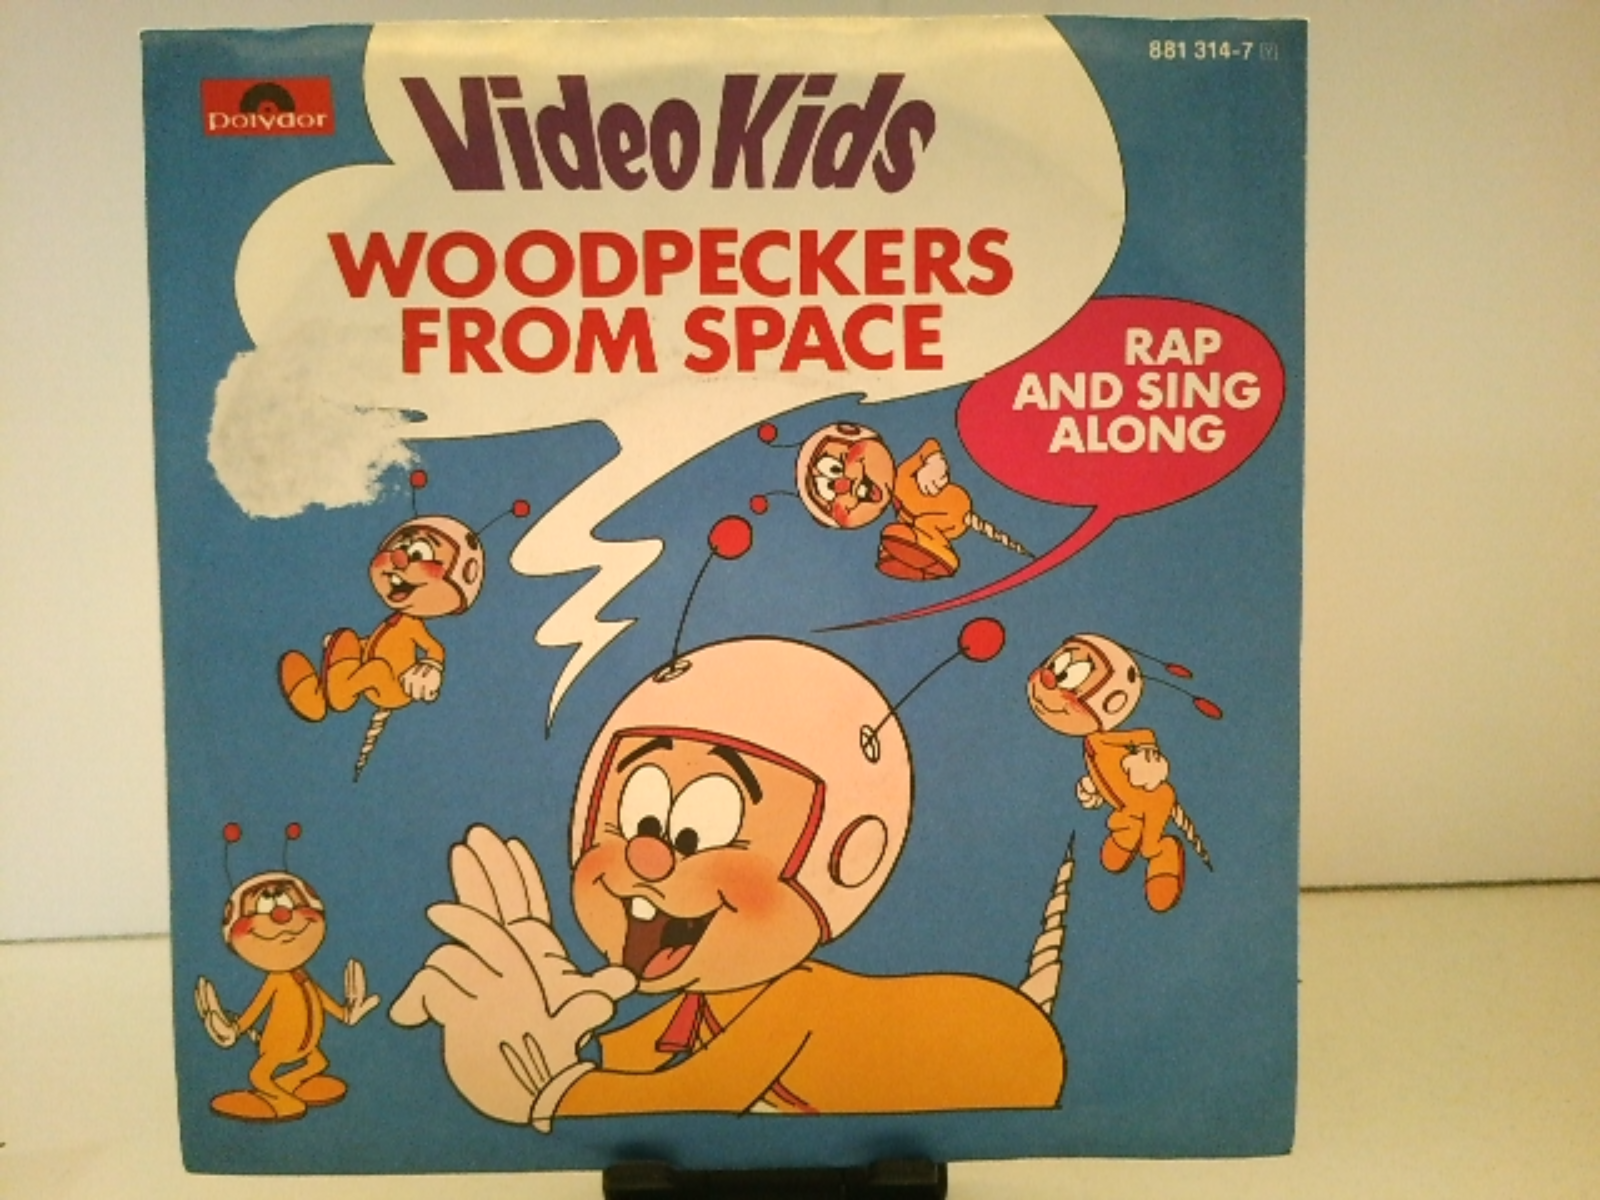 polydor
881 314-7
Video Kids
WOODPECKERS
FROM SPACE
RAP
AND SING
ALONG